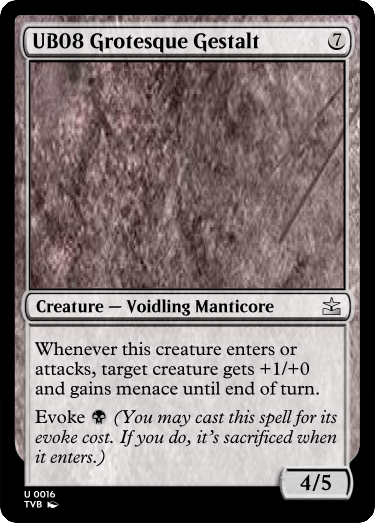 UB08 Grotesque Gestalt 7
Creature — Voidling Manticore
Whenever this creature enters or
attacks, target creature gets +1/+0
and gains menace until end of turn.
Evoke (You may cast this spell for its
evoke cost. If you do, it's sacrificed when
it enters.)
4/5
U 0016
TVB